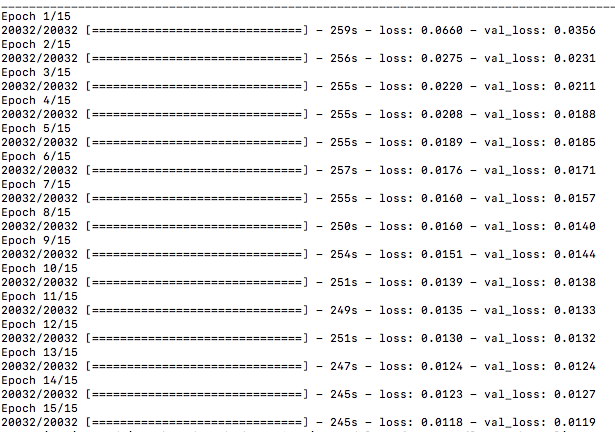 Epoch 1/15
20032/20032 [==============================] - 259s - loss: 0.0660 - val_loss: 0.0356
Epoch 2/15
20032/20032 [==============================] - 256s - loss: 0.0275 - val_loss: 0.0231
Epoch 3/15
20032/20032 [==============================] - 255s - loss: 0.0220 - val_loss: 0.0211
Epoch 4/15
20032/20032 [==============================] - 255s - loss: 0.0208 - val_loss: 0.0188
Epoch 5/15
20032/20032 [==============================] - 255s - loss: 0.0189 - val_loss: 0.0185
Epoch 6/15
20032/20032 [==============================] - 257s - loss: 0.0176 - val_loss: 0.0171
Epoch 7/15
20032/20032 [==============================] - 255s - loss: 0.0160 - val_loss: 0.0157
Epoch 8/15
20032/20032 [==============================] - 250s - loss: 0.0160 - val_loss: 0.0140
Epoch 9/15
20032/20032 [==============================] - 254s - loss: 0.0151 - val_loss: 0.0144
Epoch 10/15
20032/20032 [==============================] - 251s - loss: 0.0139 - val_loss: 0.0138
Epoch 11/15
20032/20032 [==============================] - 249s - loss: 0.0135 - val_loss: 0.0133
Epoch 12/15
20032/20032 [==============================] - 251s - loss: 0.0130 - val_loss: 0.0132
Epoch 13/15
20032/20032 [==============================] - 247s - loss: 0.0124 - val_loss: 0.0124
Epoch 14/15
20032/20032 [==============================] - 245s - loss: 0.0123 - val_loss: 0.0127
Epoch 15/15
20032/20032 [==============================] - 245s - loss: 0.0118 - val_loss: 0.0119